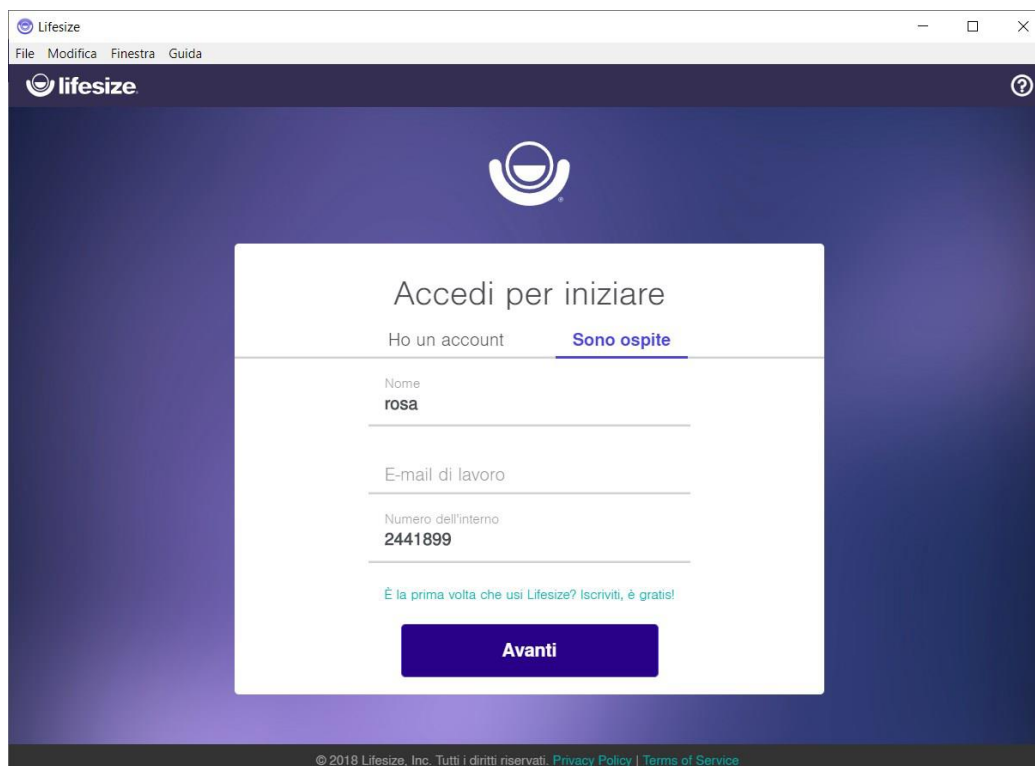 Lifesize
File Modifica Finestra Guida
lifesize
Accedi per iniziare
Ho un account Sono ospite
Nome
rosa
E-mail di lavoro
Numero dell'interno
2441899
È la prima volta che usi Lifesize? Iscriviti, è gratis!
Avanti
© 2018 Lifesize, Inc. Tutti i diritti riservati. Privacy Policy | Terms of Service